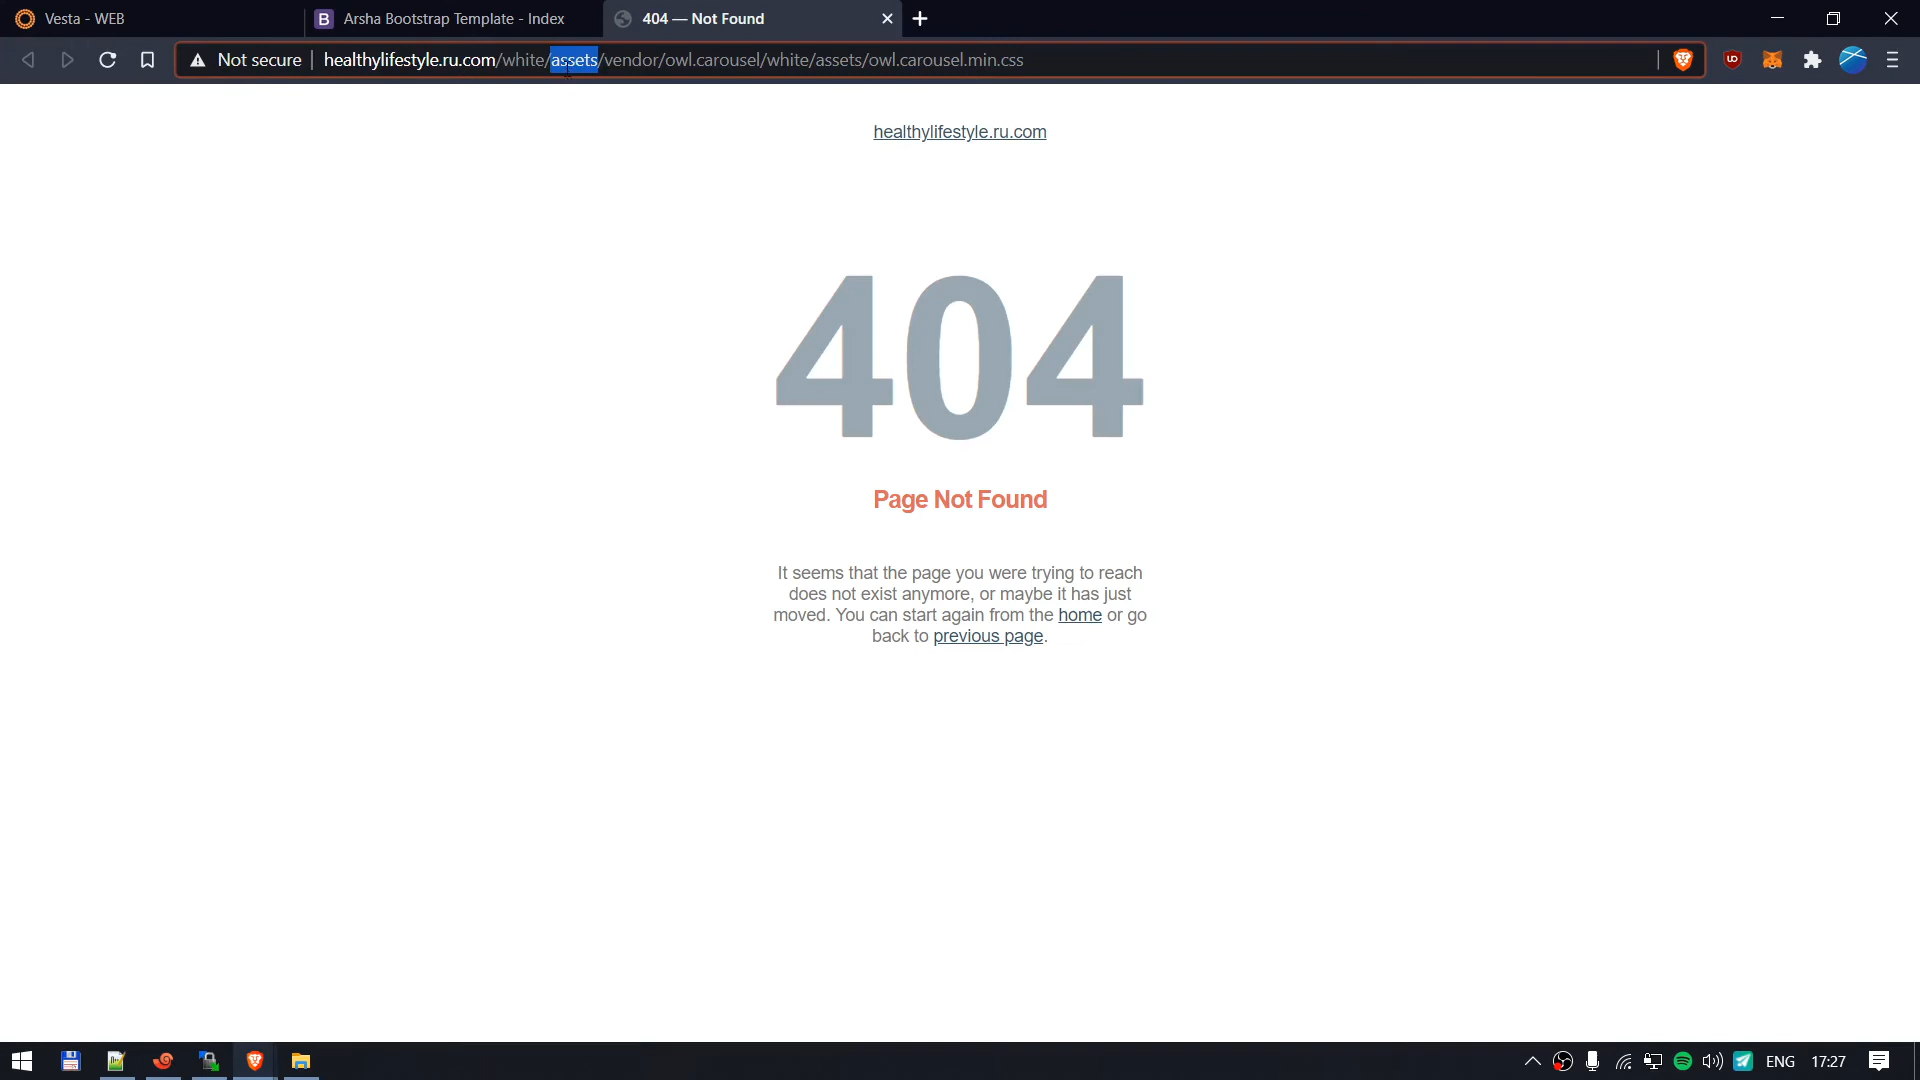 Vesta - WEB
B Arsha Bootstrap Template - Index
404 — Not Found
Not secure
healthylifestyle.ru.com/white/assets/vendor/owl.carousel/white/assets/owl.carousel.min.css
healthylifestyle.ru.com
404
Page Not Found
It seems that the page you were trying to reach
does not exist anymore, or maybe it has just
moved. You can start again from the home or go
back to previous page.
ENG
17:27